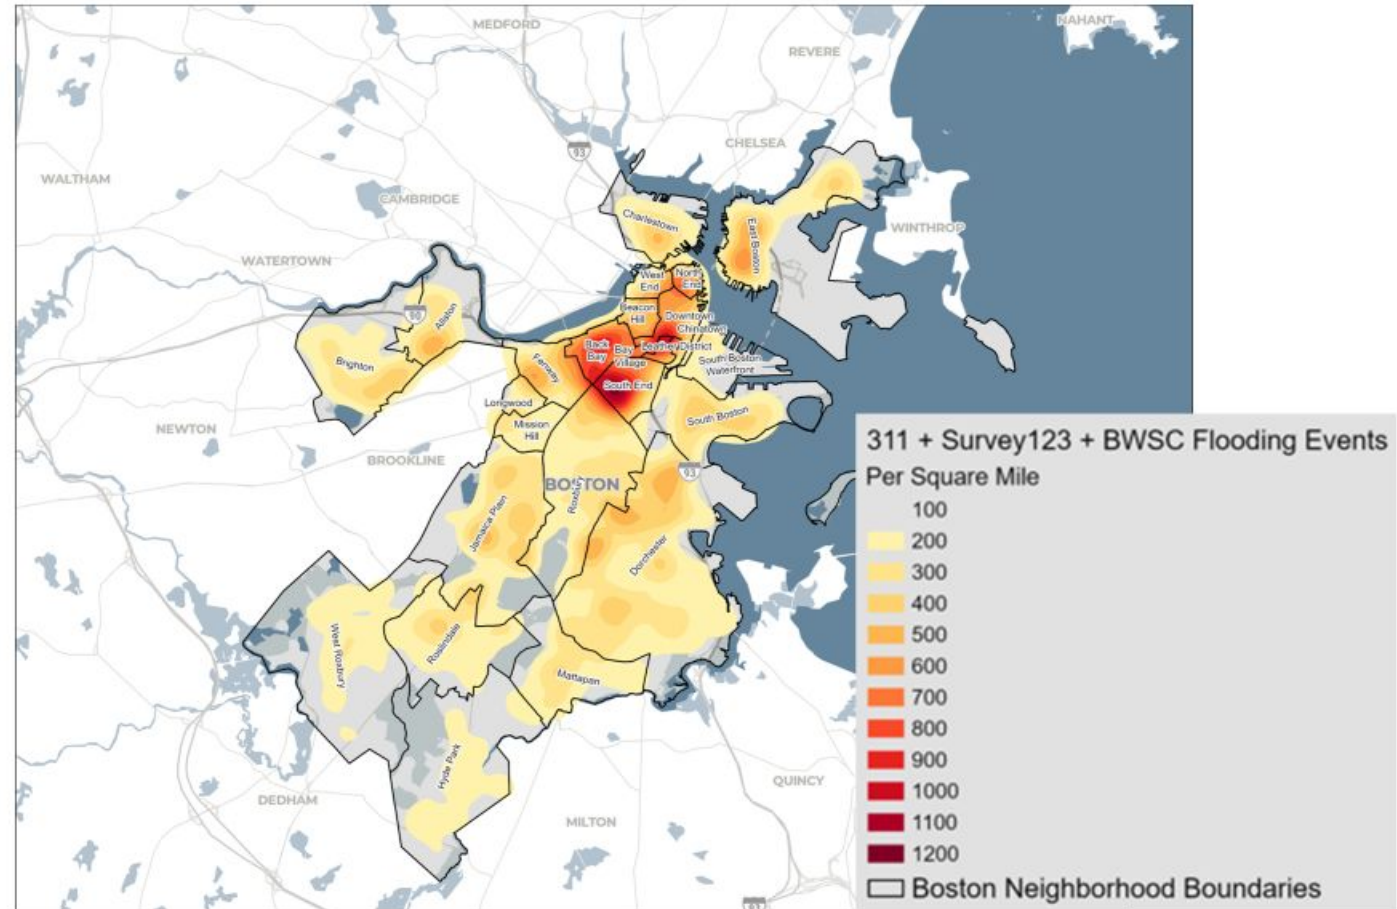 MEDFORD
NAHANT
REVERE
93
CHELSEA
WALTHAM
CAMBRIDGE
Charlestown
East Boston
WINTHROP
WATERTOWN
West
End
North
End
90
Allston
Beacon
Hill
Downtown
Chinatown
Back
Bay
Bay
Village
Leather District
Brighton
Fenway
South Boston
Waterfront
South End
Longwood
South Boston
Mission
Hill
NEWTON
BROOKLINE
93
BOSTON
Roxbury
Jamaica Plain
Dorchester
West Roxbury
Roslindale
Mattapan
Hyde Park
DEDHAM
MILTON
QUINCY
93
311 + Survey123 + BWSC Flooding Events
Per Square Mile
100
200
300
400
500
600
700
800
900
1000
1100
1200
Boston Neighborhood Boundaries